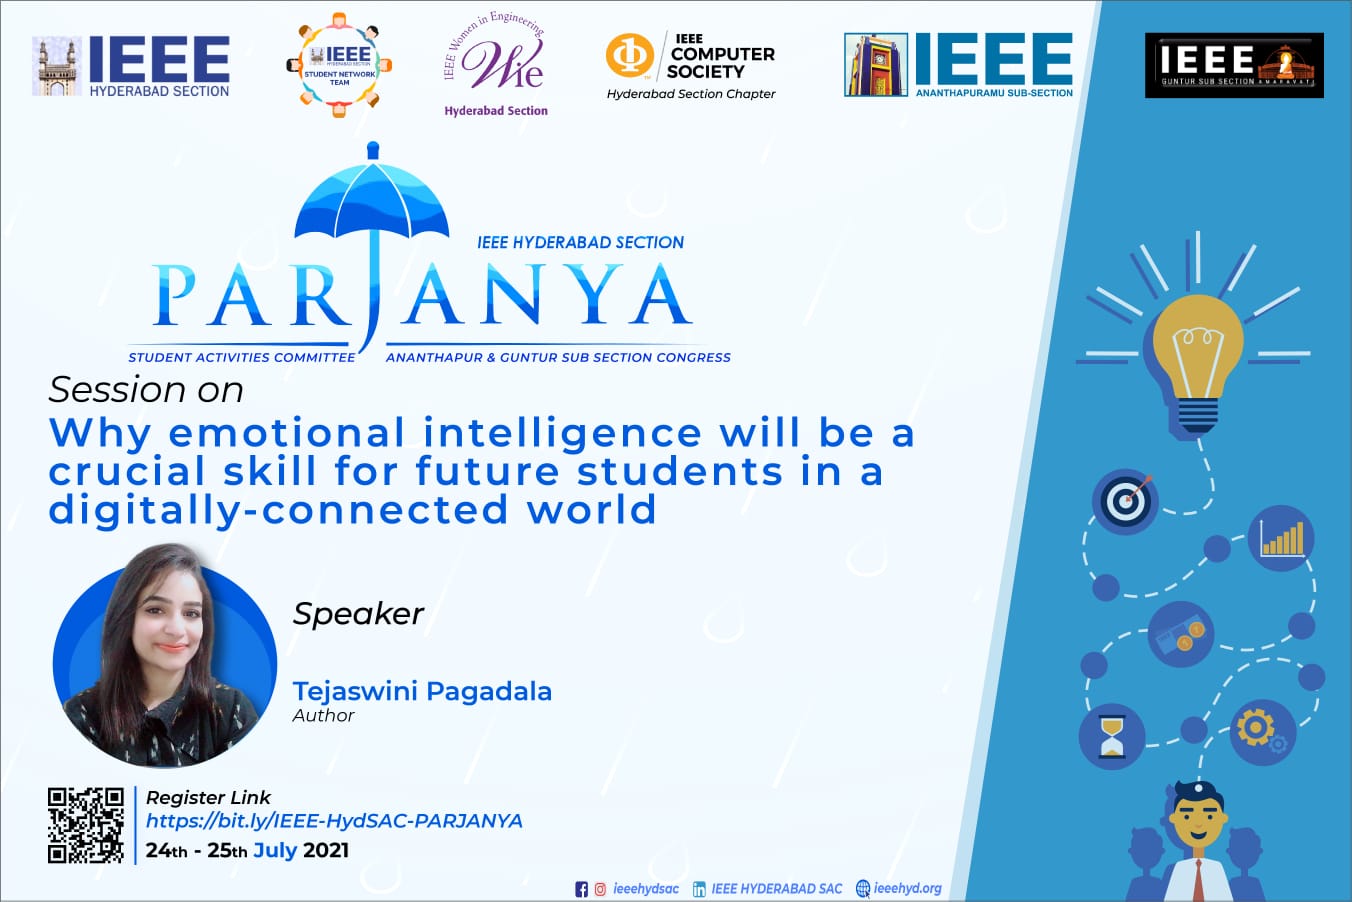 IEEE
HYDERABAD SECTION
IEEE
HYDERABAD SECTION
STUDENT NETWORK
TEAM
IEEE Women in Engineering
WIE
Hyderabad Section
IEEE
COMPUTER
SOCIETY
Hyderabad Section Chapter
IEEE
ANANTHAPURAMU SUB-SECTION
IEEE
GUNTUR SUB SECTION AMARAVATI
IEEE HYDERABAD SECTION
PARJANYA
STUDENT ACTIVITIES COMMITTEE ANANTHAPUR & GUNTUR SUB SECTION CONGRESS
Session on
Why emotional intelligence will be a
crucial skill for future students in a
digitally-connected world
Speaker
Tejaswini Pagadala
Author
Register Link
https://bit.ly/IEEE-HydSAC-PARJANYA
24th - 25th July 2021
ieeehydsac IEEE HYDERABAD SAC ieeehyd.org